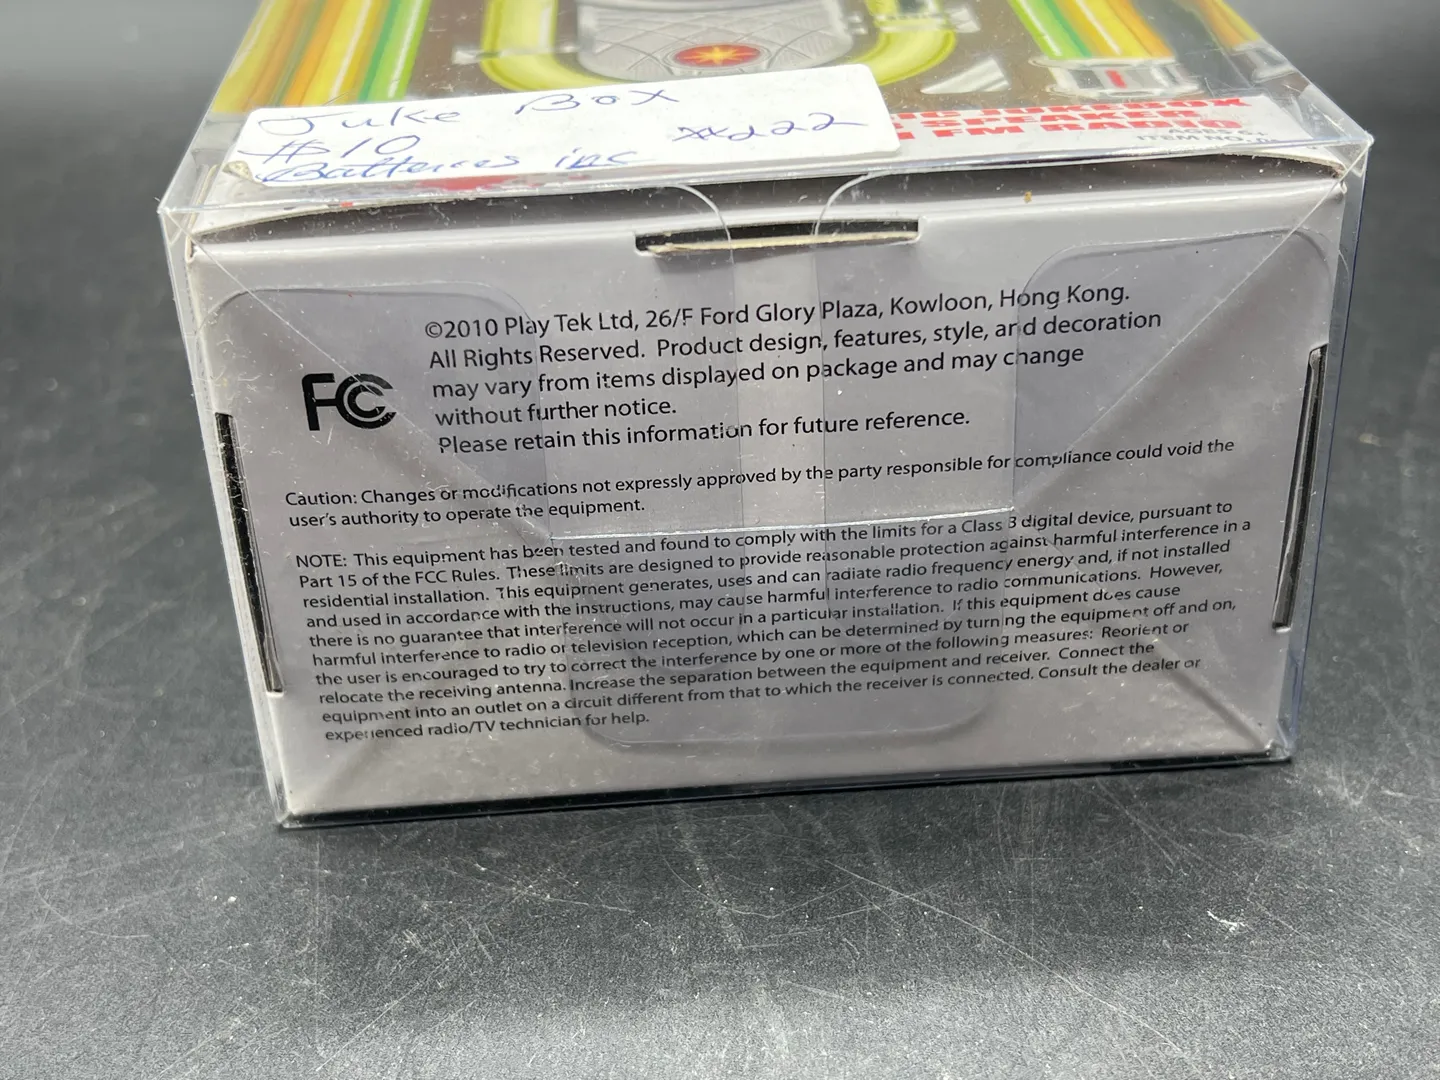 Juke Box
$10
#222
Batteries inc
JUKEBOX
SPEAKER
FM RADIO
AGES
ITEM NO.
FCC
©2010 Play Tek Ltd, 26/F Ford Glory Plaza, Kowloon, Hong Kong.
All Rights Reserved. Product design, features, style, and decoration
may vary from items displayed on package and may change
without further notice.
Please retain this information for future reference.
Caution: Changes or modifications not expressly approved by the party responsible for compliance could void the
user's authority to operate the equipment.
NOTE: This equipment has been tested and found to comply with the limits for a Class B digital device, pursuant to
Part 15 of the FCC Rules. These limits are designed to provide reasonable protection against harmful interference in a
residential installation. This equipment generates, uses and can radiate radio frequency energy and, if not installed
and used in accordance with the instructions, may cause harmful interference to radio communications. However,
there is no guarantee that interference will not occur in a particular installation. If this equipment does cause
harmful interference to radio or television reception, which can be determined by turning the equipment off and on,
the user is encouraged to try to correct the interference by one or more of the following measures: Reorient or
relocate the receiving antenna. Increase the separation between the equipment and receiver. Connect the
equipment into an outlet on a circuit different from that to which the receiver is connected. Consult the dealer or
experienced radio/TV technician for help.